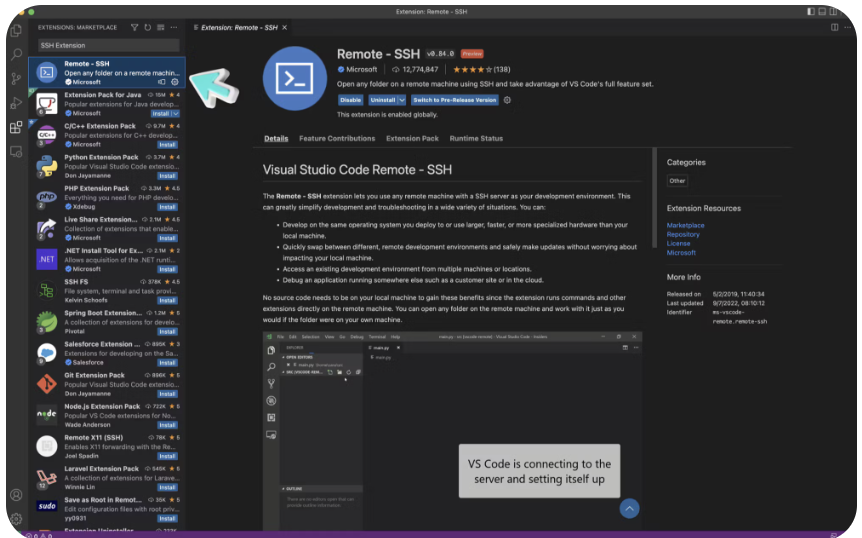 Extension: Remote - SSH
EXTENSIONS: MARKETPLACE
SSH Extension
Remote - SSH
Open any folder on a remote machin...
Microsoft
Extension Pack for Java 15M 4
Popular extensions for Java develop...
Microsoft Install
C/C++ Extension Pack 9.7M 4
Popular extensions for C++ develop...
Microsoft Install
Python Extension Pack 3.7M 4
Popular Visual Studio Code extensio...
Don Jayamanne Install
PHP Extension Pack 3.3M 4.5
Everything you need for PHP develo...
Xdebug Install
Live Share Extension... 2.1M 4.5
Collection of extensions that enable...
Microsoft Install
.NET Install Tool for Ex... 2.1M 2
Allows acquisition of the .NET runti...
Microsoft Install
SSH FS 378K 4.5
File system, terminal and task provi...
Kelvin Schoofs Install
Spring Boot Extension... 1.2M 5
A collection of extensions for develo...
Pivotal Install
Salesforce Extension ... 895K 3
Extensions for developing on the Sa...
Salesforce Install
Git Extension Pack 896K 5
Popular Visual Studio Code extensio...
Don Jayamanne Install
Node.js Extension Pack 722K 5
Popular VS Code extensions for No...
Wade Anderson Install
Remote X11 (SSH) 78K 5
Enables X11 forwarding with the Re...
Joel Spadin Install
Laravel Extension Pack 545K 5
A collection of extensions for Larave...
Winnie Lin Install
Save as Root in Remot... 35K 5
Edit configuration files with root priv...
yy0931 Install
Extension: Remote - SSH
Remote - SSH v0.84.0 Preview
Microsoft 12,774,847 (138)
Open any folder on a remote machine using SSH and take advantage of VS Code's full feature set.
Disable Uninstall Switch to Pre-Release Version
This extension is enabled globally.
Details Feature Contributions Extension Pack Runtime Status
Visual Studio Code Remote - SSH
The Remote - SSH extension lets you use any remote machine with a SSH server as your development environment. This
can greatly simplify development and troubleshooting in a wide variety of situations. You can:
• Develop on the same operating system you deploy to or use larger, faster, or more specialized hardware than your
local machine.
• Quickly swap between different, remote development environments and safely make updates without worrying about
impacting your local machine.
• Access an existing development environment from multiple machines or locations.
• Debug an application running somewhere else such as a customer site or in the cloud.
No source code needs to be on your local machine to gain these benefits since the extension runs commands and other
extensions directly on the remote machine. You can open any folder on the remote machine and work with it just as you
would if the folder were on your own machine.
File Edit Selection View Go Debug Terminal Help
EXPLORER
main.py
OPEN EDITORS
main.py
OUTLINE
VS Code is connecting to the
server and setting itself up
Categories
Other
Extension Resources
Marketplace
Repository
License
Microsoft
More Info
Released on 5/2/2019, 11:40:34
Last updated 9/7/2022, 08:10:12
Identifier ms-vscode-
remote.remote-ssh